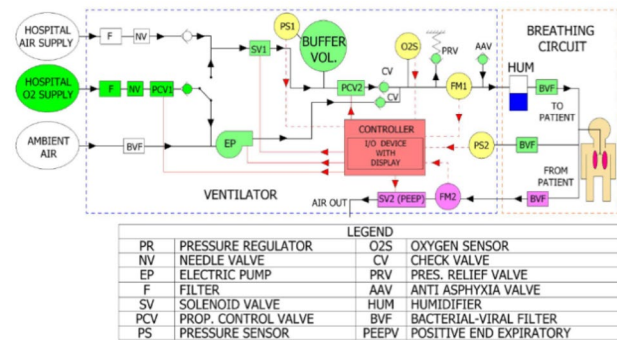 HOSPITAL
AIR SUPPLY
F
NV
HOSPITAL
O2 SUPPLY
F
NV
PCV1
AMBIENT
AIR
BVF
SV1
PS1
BUFFER
VOL.
EP
PCV2
CV
CV
O2S
PRV
FM1
AAV
CONTROLLER
I/O DEVICE
WITH
DISPLAY
PS2
SV2 (PEEP)
FM2
AIR OUT
VENTILATOR
BREATHING
CIRCUIT
HUM
BVF
TO
PATIENT
BVF
FROM
PATIENT
BVF
LEGEND
PR PRESSURE REGULATOR O2S OXYGEN SENSOR
NV NEEDLE VALVE CV CHECK VALVE
EP ELECTRIC PUMP PRV PRES. RELIEF VALVE
F FILTER AAV ANTI ASPHYXIA VALVE
SV SOLENOID VALVE HUM HUMIDIFIER
PCV PROP. CONTROL VALVE BVF BACTERIAL-VIRAL FILTER
PS PRESSURE SENSOR PEEPV POSITIVE END EXPIRATORY